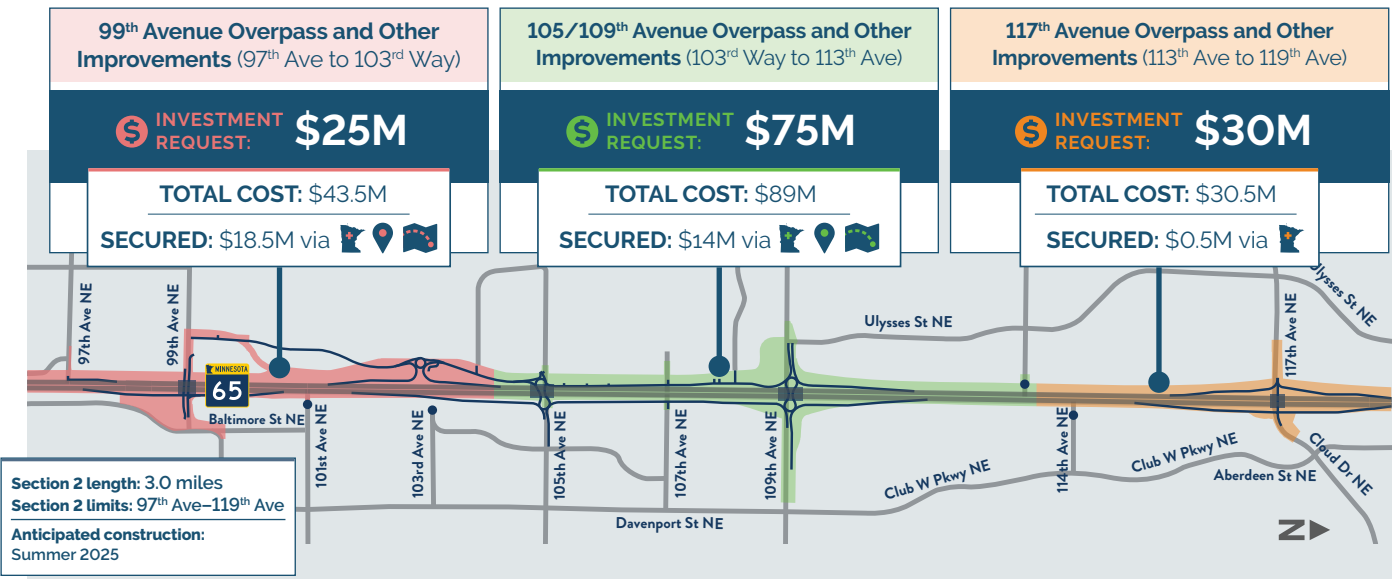 99th Avenue Overpass and Other
Improvements (97th Ave to 103rd Way)
INVESTMENT
REQUEST:
$25M
TOTAL COST: $43.5M
SECURED: $18.5M via
105/109th Avenue Overpass and Other
Improvements (103rd Way to 113th Ave)
INVESTMENT
REQUEST:
$75M
TOTAL COST: $89M
SECURED: $14M via
117th Avenue Overpass and Other
Improvements (113th Ave to 119th Ave)
INVESTMENT
REQUEST:
$30M
TOTAL COST: $30.5M
SECURED: $0.5M via
97th Ave NE
99th Ave NE
MINNESOTA
65
Baltimore St NE
101st Ave NE
103rd Ave NE
105th Ave NE
107th Ave NE
109th Ave NE
Ulysses St NE
114th Ave NE
117th Ave NE
Ulysses St NE
Club W Pkwy NE
Club W Pkwy NE
Aberdeen St NE
Cloud Dr NE
Davenport St NE
N
Section 2 length: 3.0 miles
Section 2 limits: 97th Ave–119th Ave
Anticipated construction:
Summer 2025